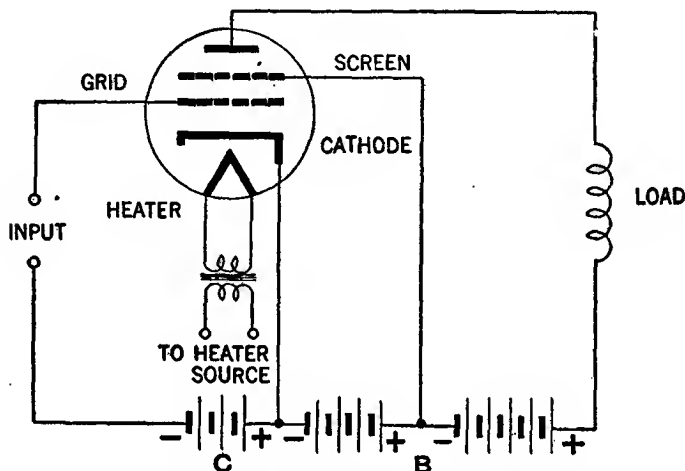 GRID
SCREEN
CATHODE
HEATER
INPUT
LOAD
TO HEATER
SOURCE
− + − + − +
C B